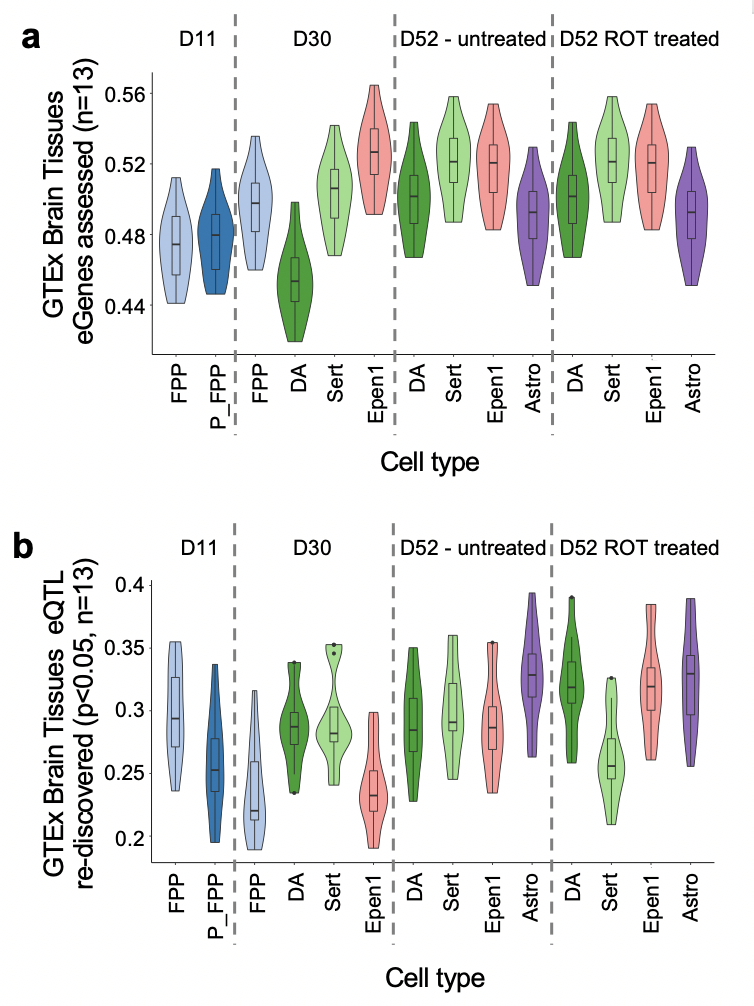 a
D11 D30 D52 - untreated D52 ROT treated
GTEx Brain Tissues
eGenes assessed (n=13)
0.56
0.52
0.48
0.44
FPP P_FPP FPP DA Sert Epen1 DA Sert Epen1 Astro DA Sert Epen1 Astro
Cell type
b
D11 D30 D52 - untreated D52 ROT treated
GTEx Brain Tissues eQTL
re-discovered (p<0.05, n=13)
0.4
0.35
0.3
0.25
0.2
FPP P_FPP FPP DA Sert Epen1 DA Sert Epen1 Astro DA Sert Epen1 Astro
Cell type